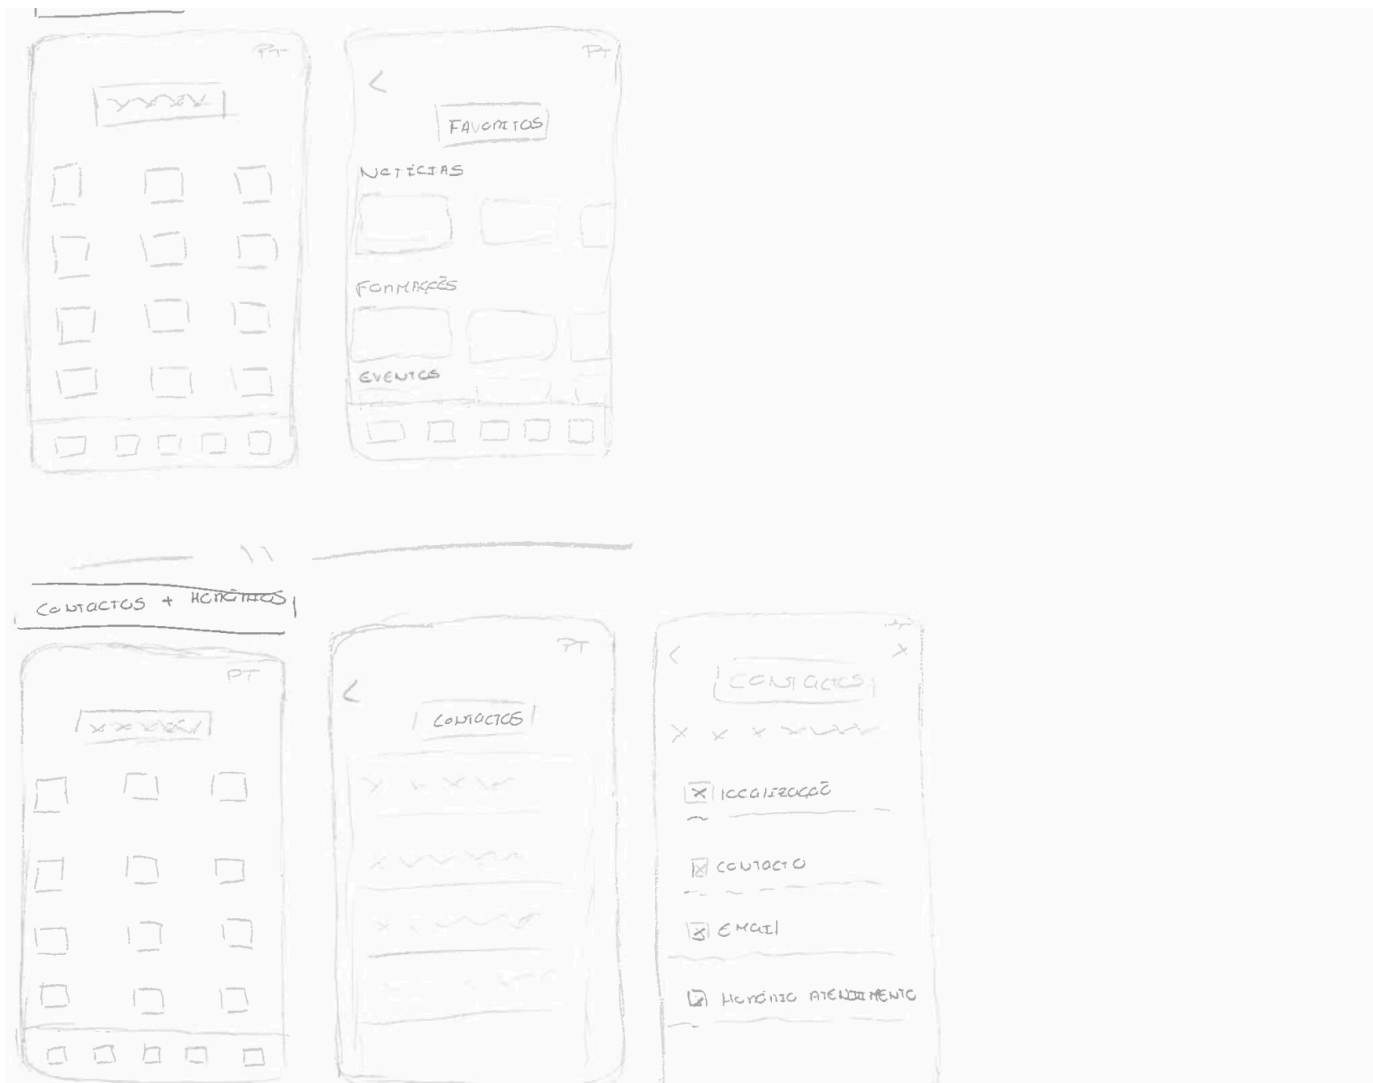 PT
PT
FAVORITOS
NOTÍCIAS
FORMAÇÕES
EVENTOS
CONTACTOS + HORÁRIOS
PT
PT
CONTACTOS
CONTACTOS
LOCALIZAÇÃO
CONTACTO
EMAIL
HORÁRIO ATENDIMENTO